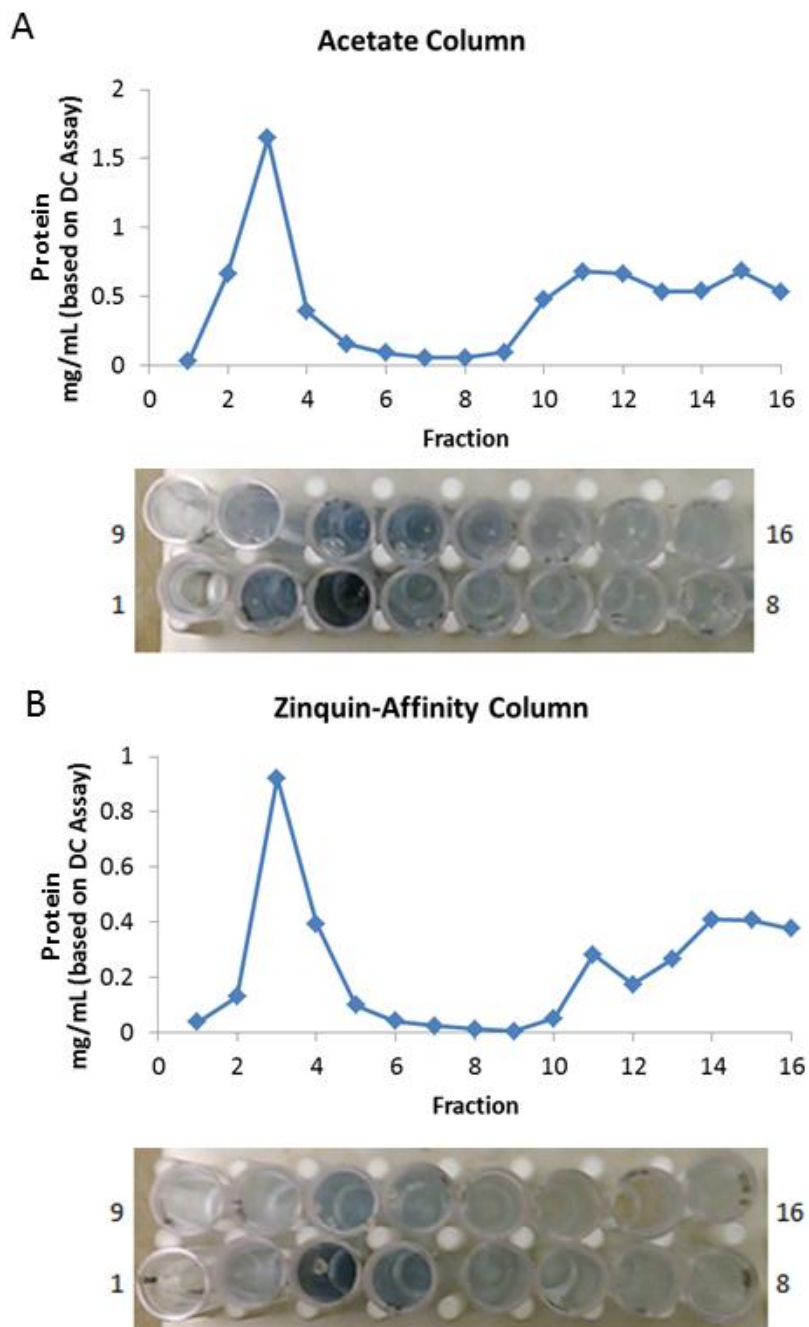 A
Acetate Column
Protein
mg/mL (based on DC Assay)
2
1.5
1
0.5
0
0 2 4 6 8 10 12 14 16
Fraction
9 16
1 8
B
Zinquin-Affinity Column
Protein
mg/mL (based on DC Assay)
1
0.8
0.6
0.4
0.2
0
0 2 4 6 8 10 12 14 16
Fraction
9 16
1 8